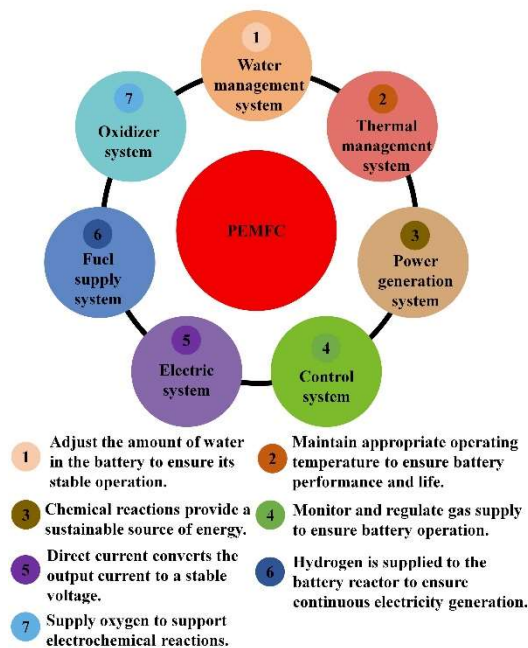 1
Water
management
system
2
Thermal
management
system
3
Power
generation
system
4
Control
system
5
Electric
system
6
Fuel
supply
system
7
Oxidizer
system
PEMFC
1
Adjust the amount of water
in the battery to ensure its
stable operation.
2
Maintain appropriate operating
temperature to ensure battery
performance and life.
3
Chemical reactions provide a
sustainable source of energy.
4
Monitor and regulate gas supply
to ensure battery operation.
5
Direct current converts the
output current to a stable
voltage.
6
Hydrogen is supplied to the
battery reactor to ensure
continuous electricity generation.
7
Supply oxygen to support
electrochemical reactions.